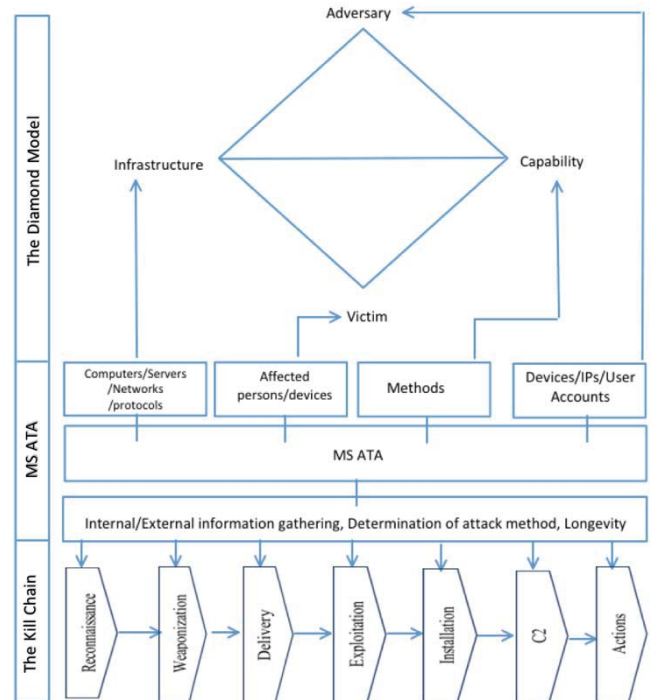 Adversary
The Diamond Model
Infrastructure
Capability
Victim
MS ATA
Computers/Servers
/Networks
/protocols
Affected
persons/devices
Methods
Devices/IPs/User
Accounts
MS ATA
Internal/External information gathering, Determination of attack method, Longevity
The Kill Chain
Reconnaissance
Weaponization
Delivery
Exploitation
Installation
C2
Actions